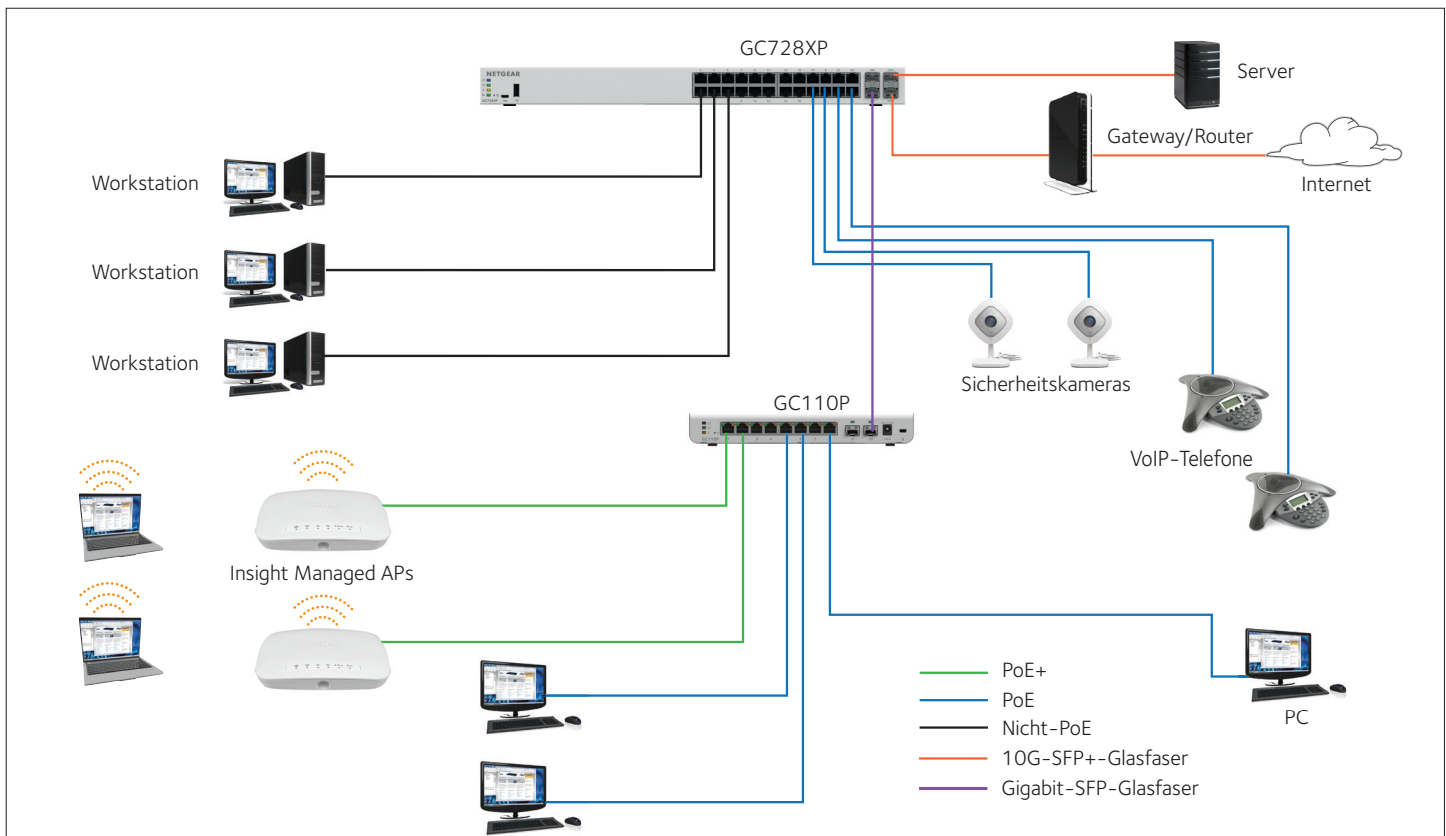 GC728XP
NETGEAR
Server
Gateway/Router
Internet
Workstation
Workstation
Workstation
Sicherheitskameras
GC110P
VoIP-Telefone
Insight Managed APs
PoE+
PoE
Nicht-PoE
10G-SFP+-Glasfaser
Gigabit-SFP-Glasfaser
PC